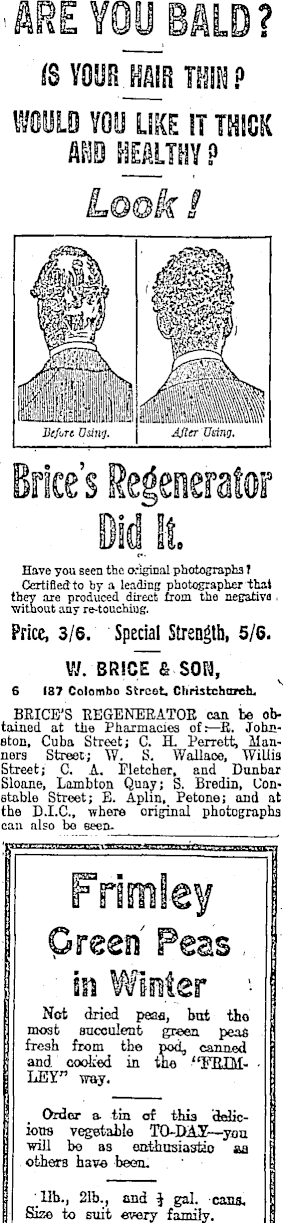 ARE YOU BALD?
IS YOUR HAIR THIN?
WOULD YOU LIKE IT THICK
AND HEALTHY?
Look!
Before Using.
After Using.
Brice's Regenerator
Did It.
Have you seen the original photographs?
Certified to by a leading photographer that
they are produced direct from the negative
without any re-touching.
Price, 3/6. Special Strength, 5/6.
W. BRICE & SON,
6 187 Colombo Street, Christchurch.
BRICE'S REGENERATOR can be ob-
tained at the Pharmacies of:—R. John-
ston, Cuba Street; C. H. Perrett, Man-
ners Street; W. S. Wallace, Willis
Street; C. A. Fletcher, and Dunbar
Sloane, Lambton Quay; S. Bredin, Con-
stable Street; E. Aplin, Petone; and at
the D.I.C., where original photographs
can also be seen.
Frimley
Green Peas
in Winter
Not dried peas, but the
most succulent green peas
fresh from the pod, canned
and cooked in the "FRIM-
LEY" way.
Order a tin of this delic-
ious vegetable TO-DAY—you
will be as enthusiastic as
others have been.
1lb., 2lb., and ½ gal. cans.
Size to suit every family.